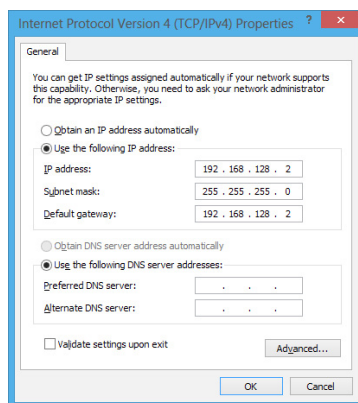 Internet Protocol Version 4 (TCP/IPv4) Properties ? ×
General
You can get IP settings assigned automatically if your network supports
this capability. Otherwise, you need to ask your network administrator
for the appropriate IP settings.
Obtain an IP address automatically
Use the following IP address:
IP address: 192 . 168 . 128 . 2
Subnet mask: 255 . 255 . 255 . 0
Default gateway: 192 . 168 . 128 . 2
Obtain DNS server address automatically
Use the following DNS server addresses:
Preferred DNS server: . . .
Alternate DNS server: . . .
Validate settings upon exit
Advanced...
OK Cancel